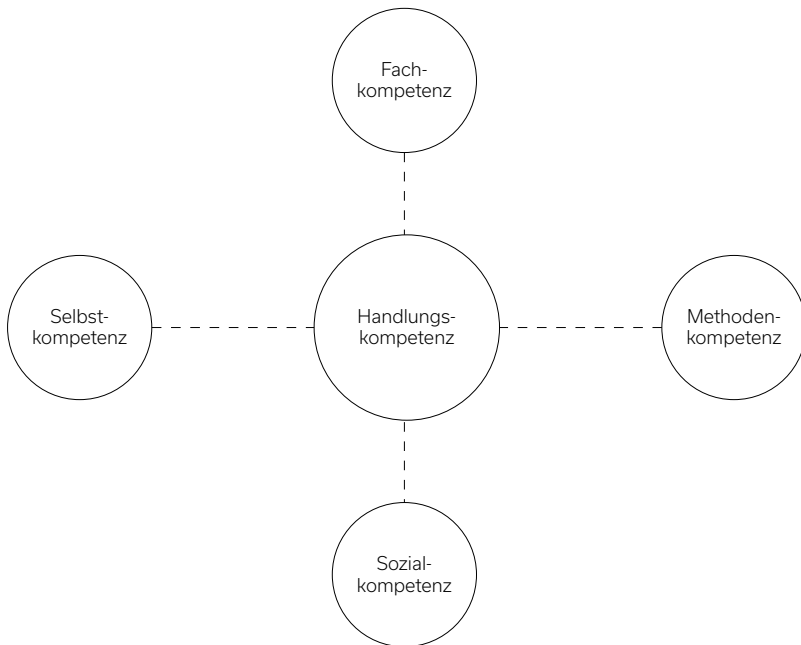 Fach-
kompetenz
Selbst-
kompetenz
Handlungs-
kompetenz
Methoden-
kompetenz
Sozial-
kompetenz